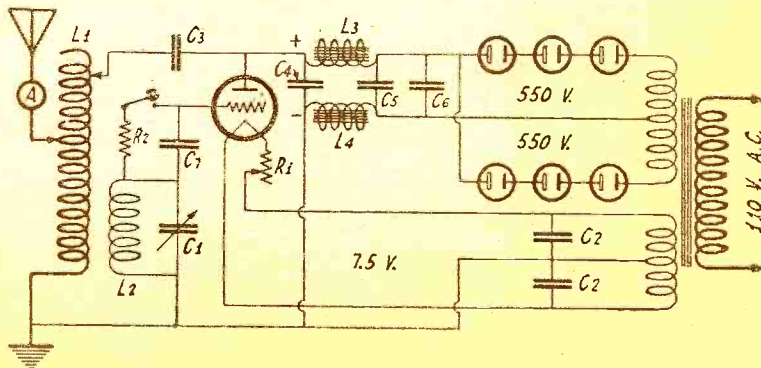 L1
C3
A
R2
C7
C1
L2
R1
+
-
L3
C4
C5
C6
L4
550 V.
550 V.
7.5 V.
C2
C2
110 V. A.C.